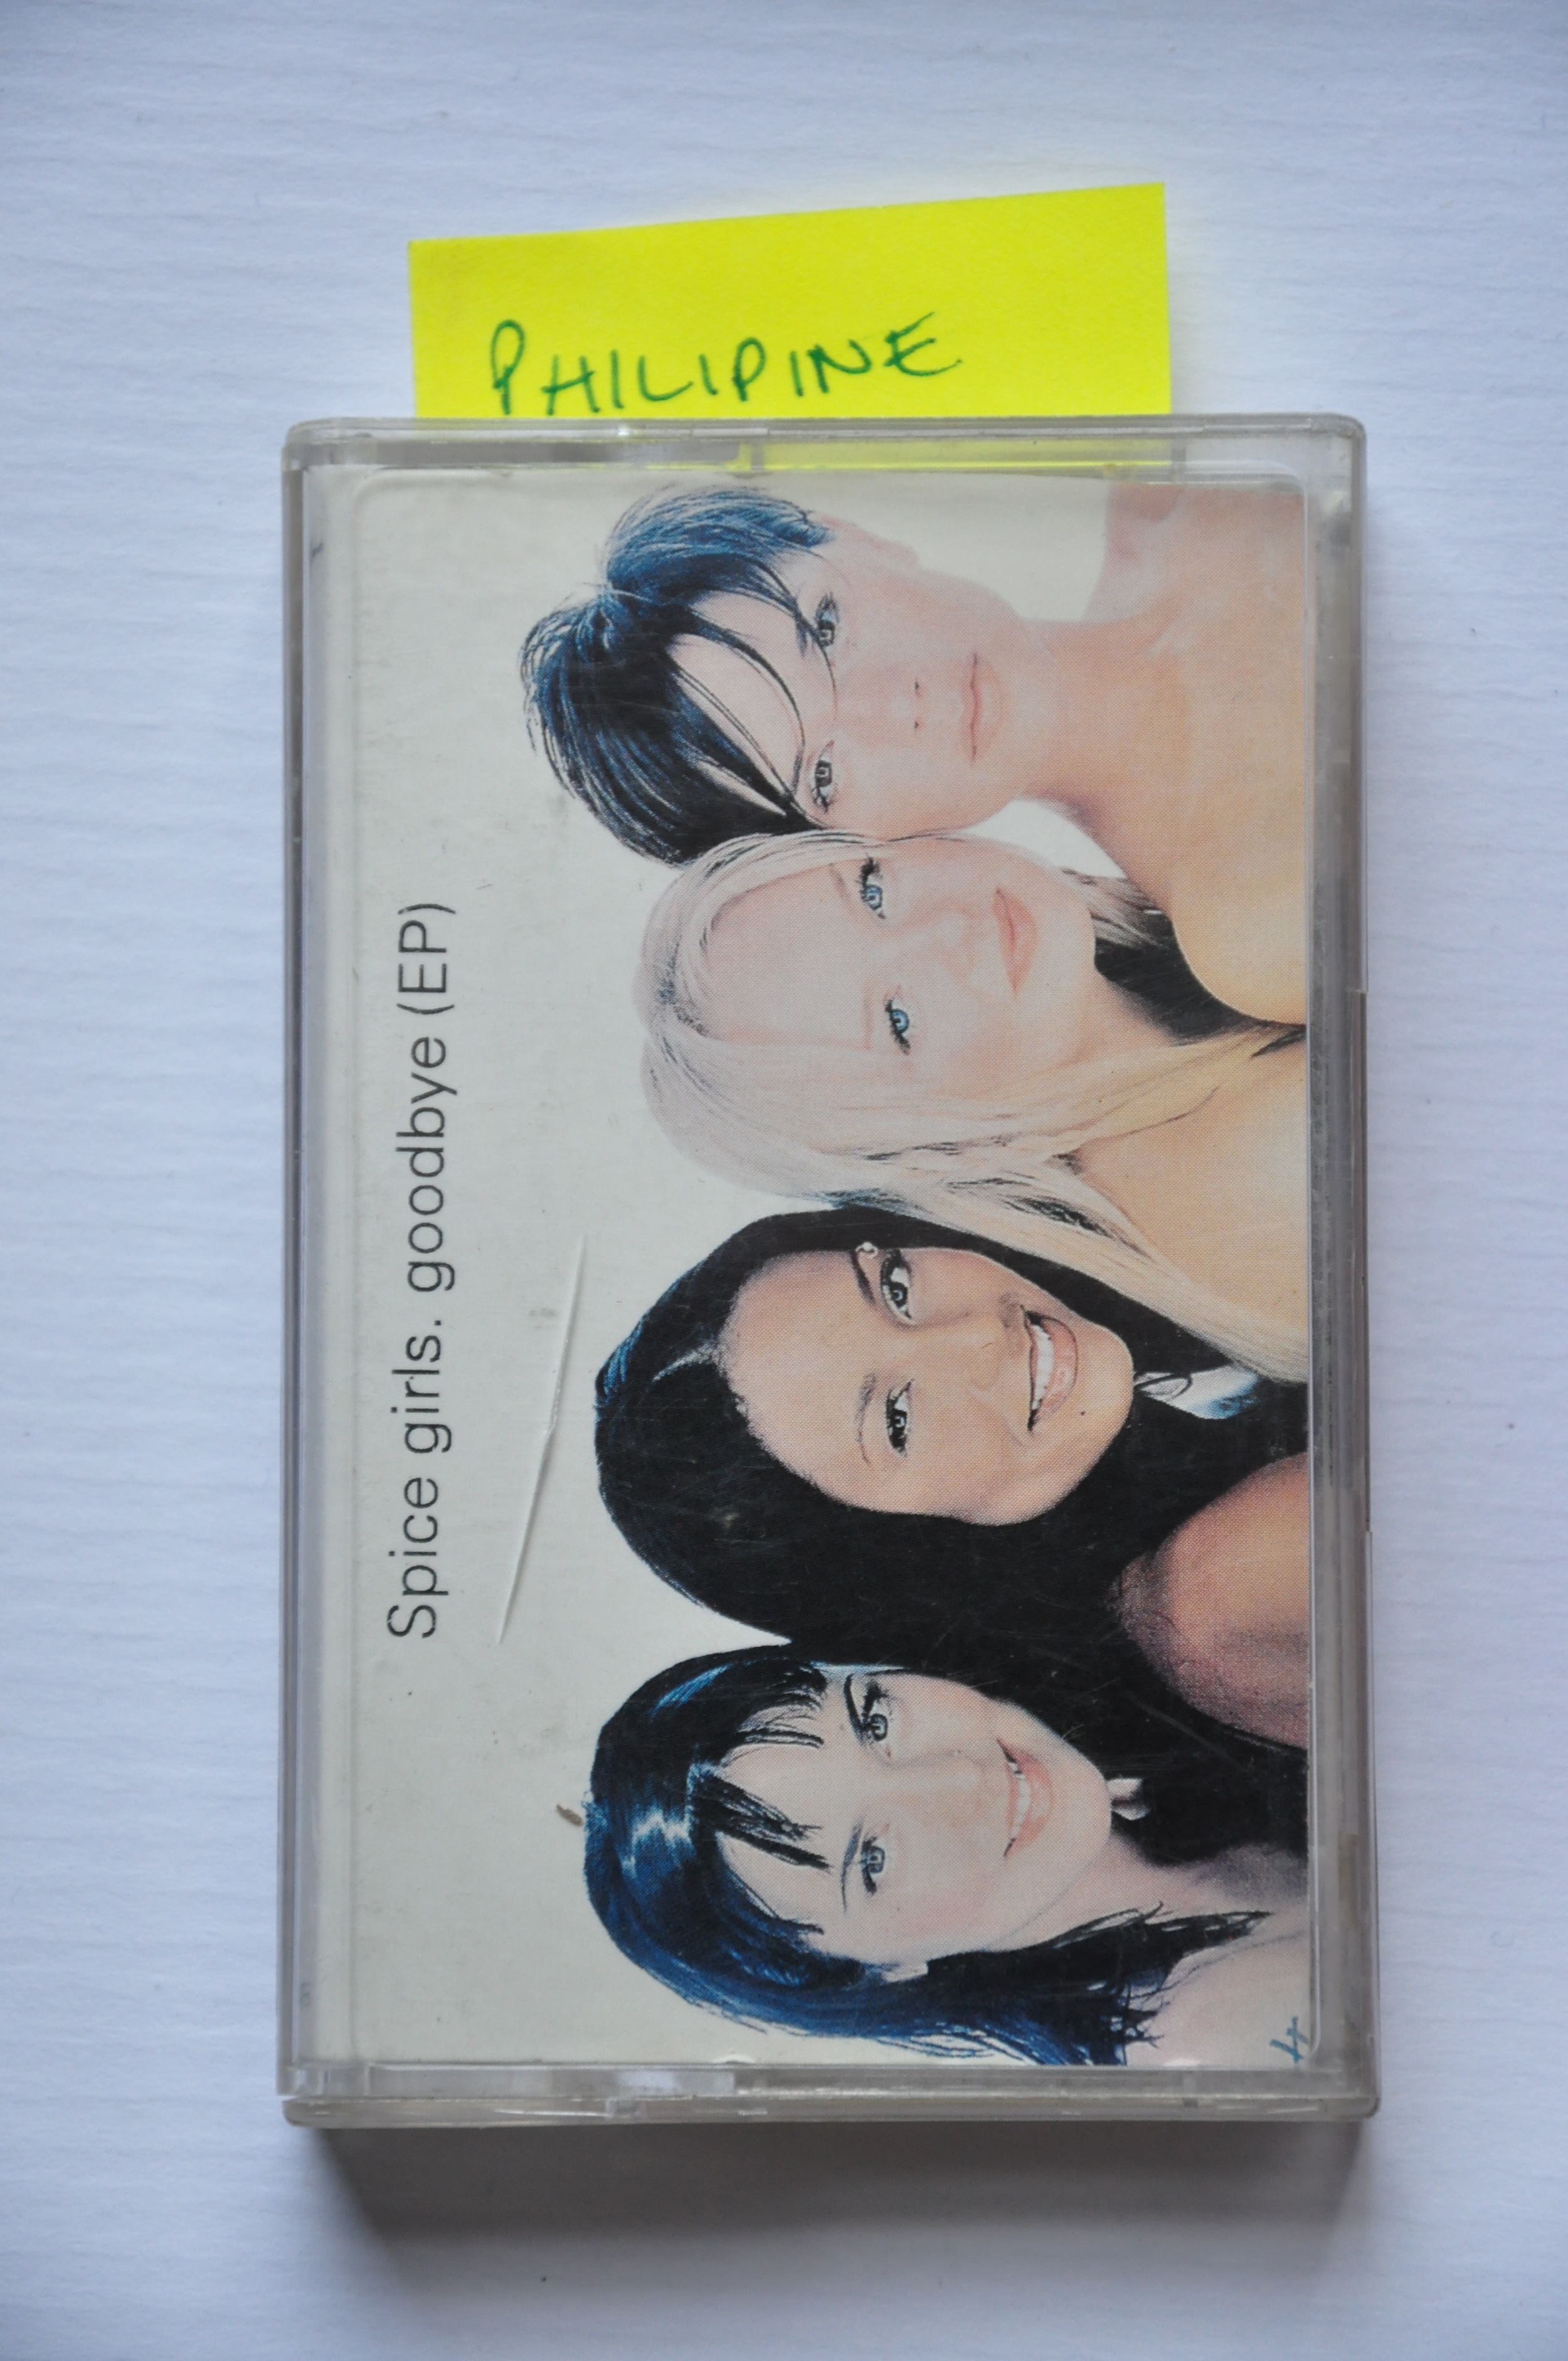 PHILIPINE
Spice girls. goodbye (EP)